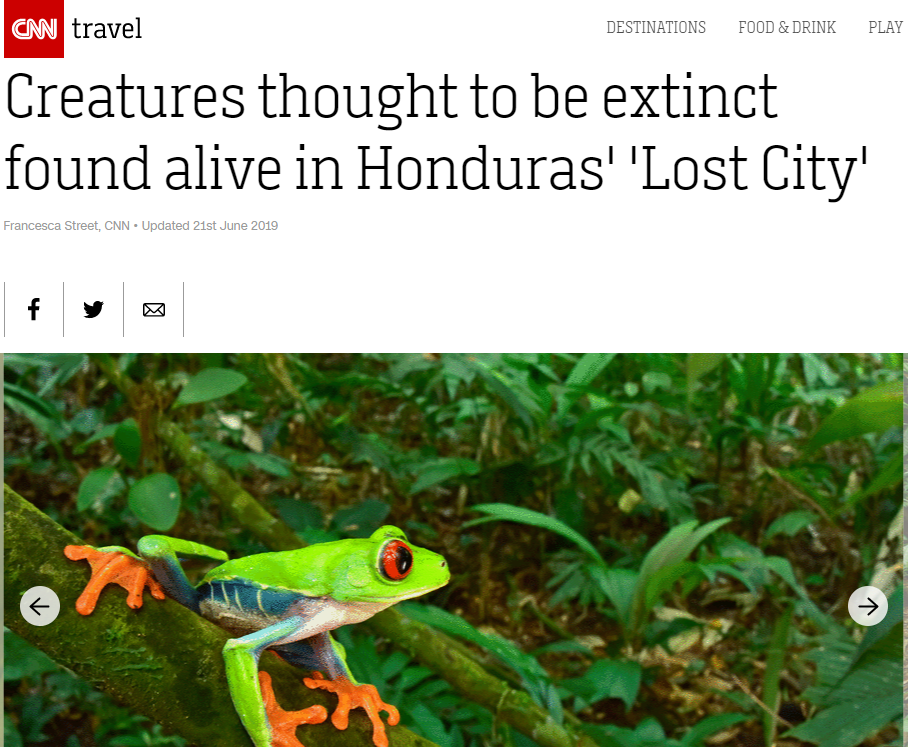 CNN travel DESTINATIONS FOOD & DRINK PLAY
Creatures thought to be extinct
found alive in Honduras' 'Lost City'
Francesca Street, CNN • Updated 21st June 2019